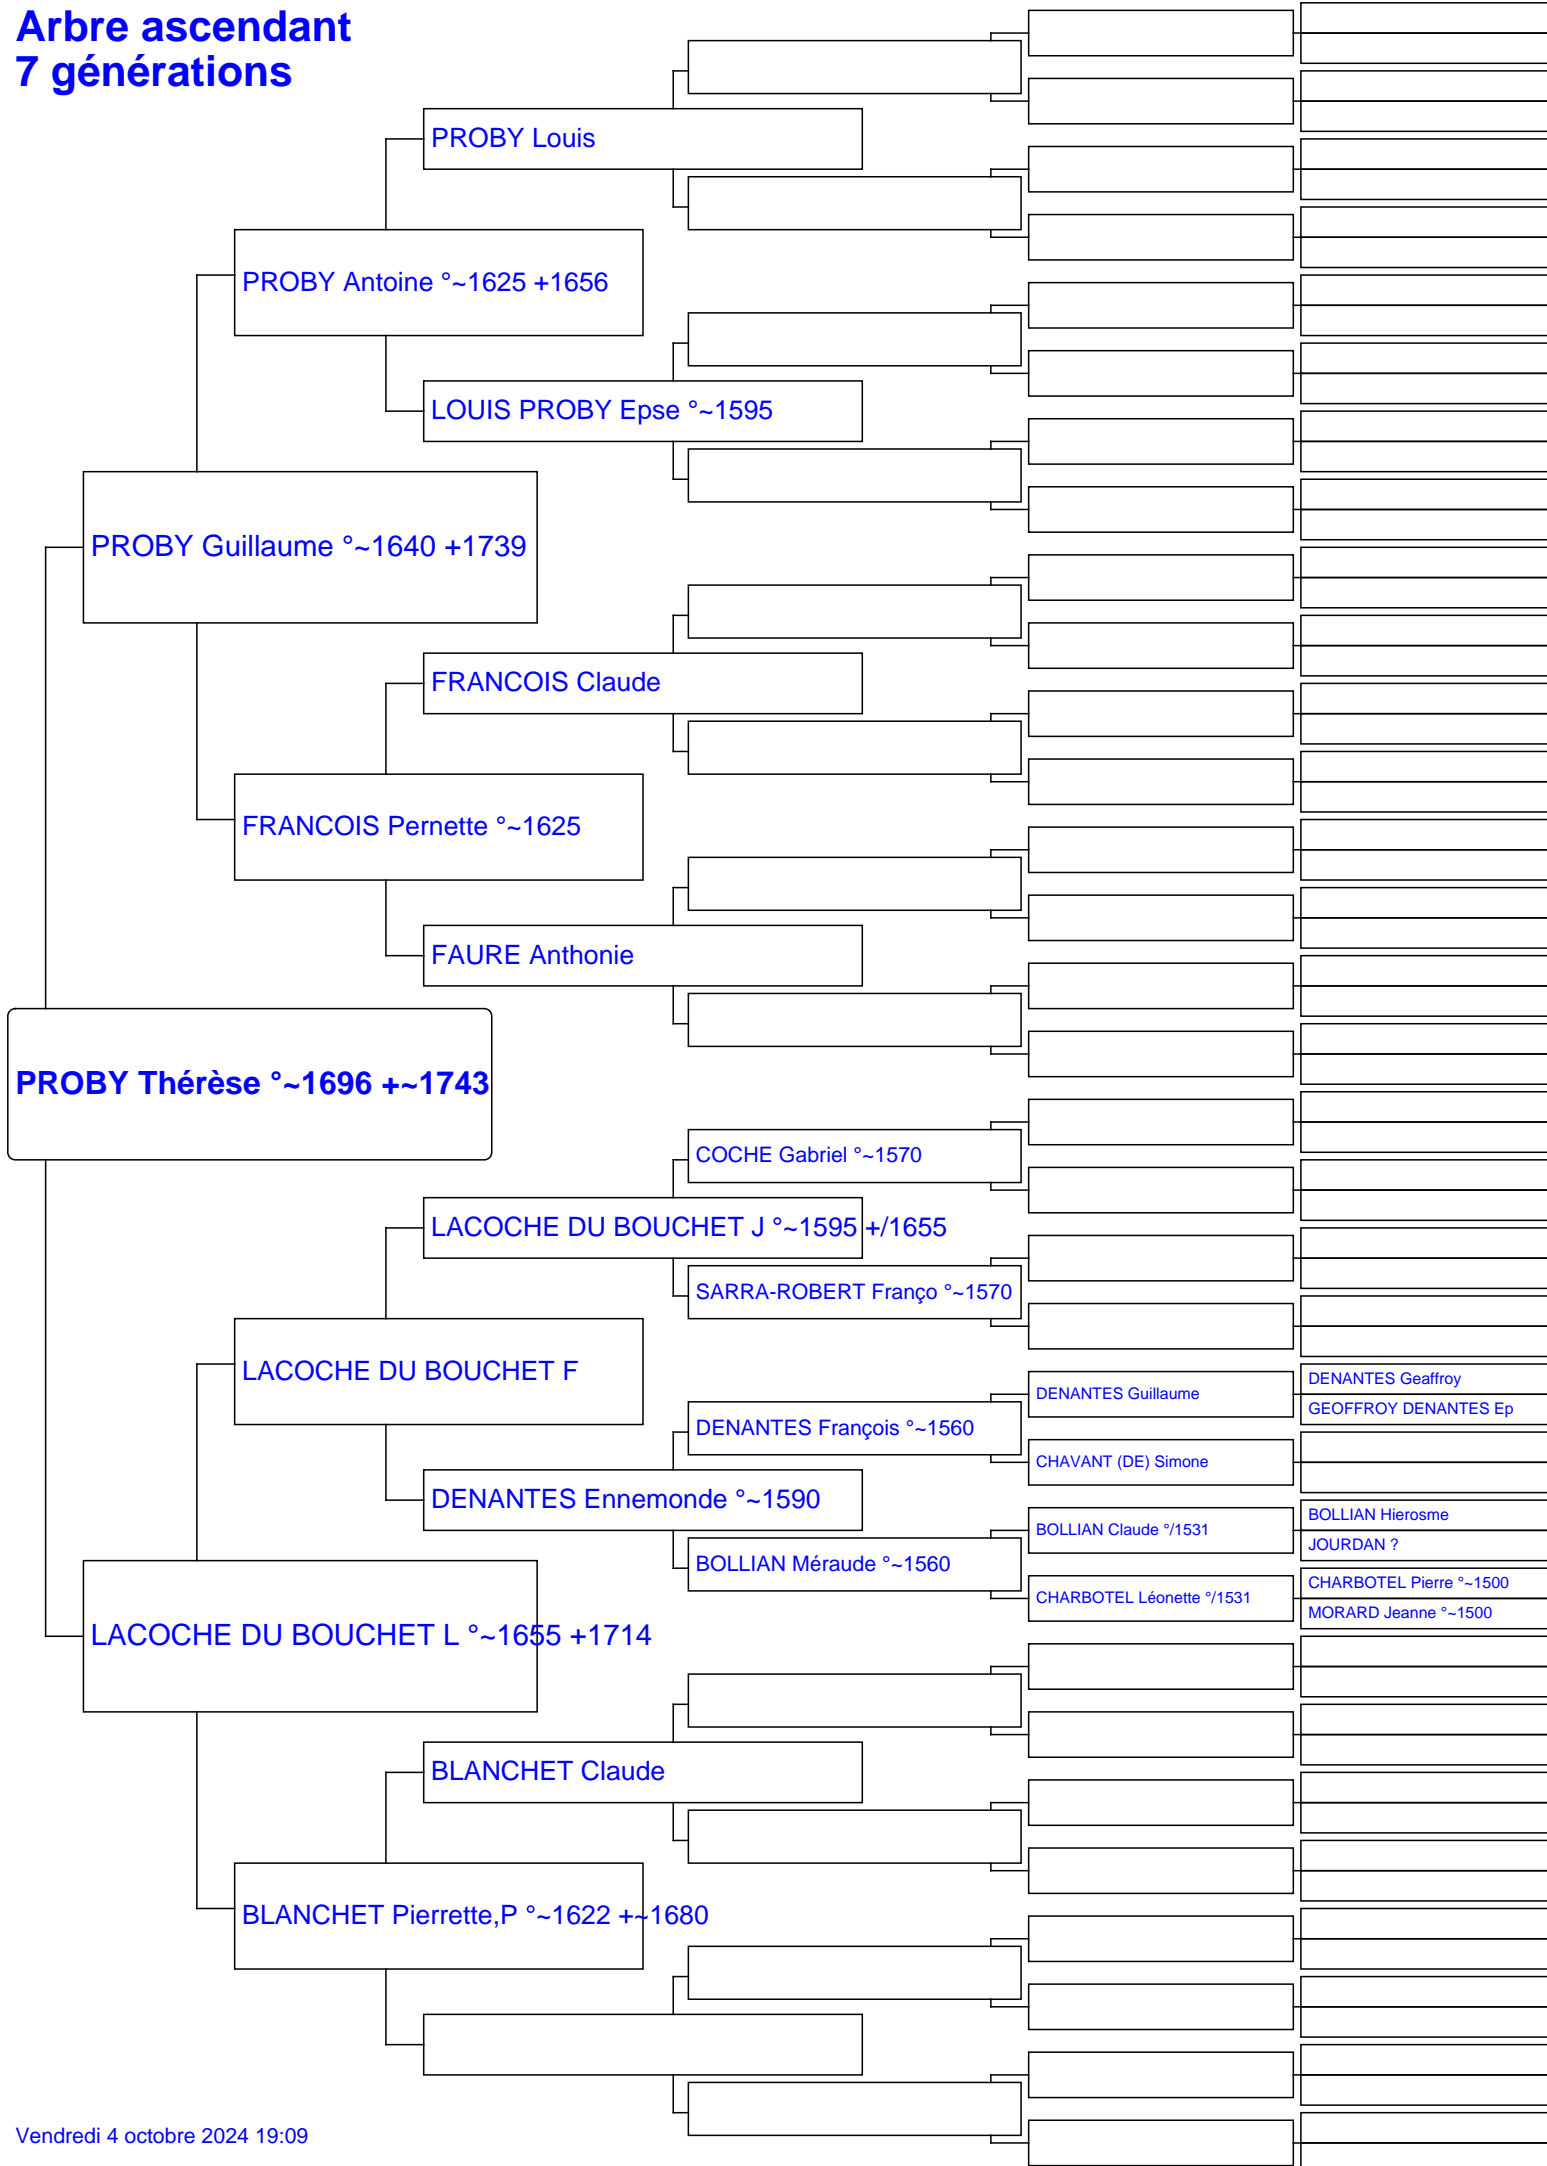 Arbre ascendant
7 générations
PROBY Louis
PROBY Antoine °~1625 +1656
LOUIS PROBY Epse °~1595
PROBY Guillaume °~1640 +1739
FRANCOIS Claude
FRANCOIS Pernette °~1625
FAURE Anthonie
PROBY Thérèse °~1696 +~1743
COCHE Gabriel °~1570
LACOCHE DU BOUCHET J °~1595 +/1655
SARRA-ROBERT Franço °~1570
LACOCHE DU BOUCHET F
DENANTES Geaffroy
DENANTES Guillaume
GEOFFROY DENANTES Ep
DENANTES François °~1560
CHAVANT (DE) Simone
DENANTES Ennemonde °~1590
BOLLIAN Hierosme
BOLLIAN Claude °/1531
JOURDAN ?
BOLLIAN Méraude °~1560
CHARBOTEL Pierre °~1500
CHARBOTEL Léonette °/1531
MORARD Jeanne °~1500
LACOCHE DU BOUCHET L °~1655 +1714
BLANCHET Claude
BLANCHET Pierrette,P °~1622 +~1680
Vendredi 4 octobre 2024 19:09